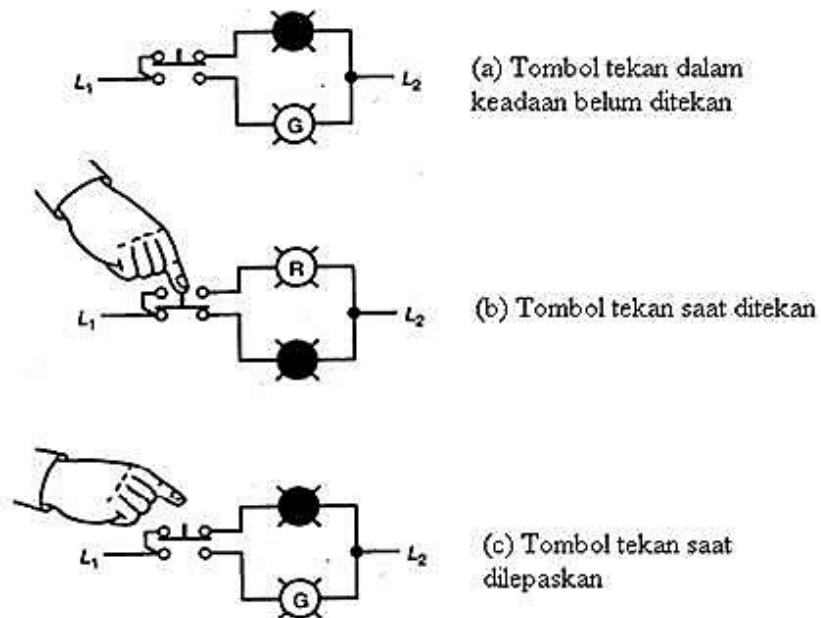 L₁
G
L₂
(a) Tombol tekan dalam
keadaan belum ditekan
L₁
R
L₂
(b) Tombol tekan saat ditekan
L₁
G
L₂
(c) Tombol tekan saat
dilepaskan